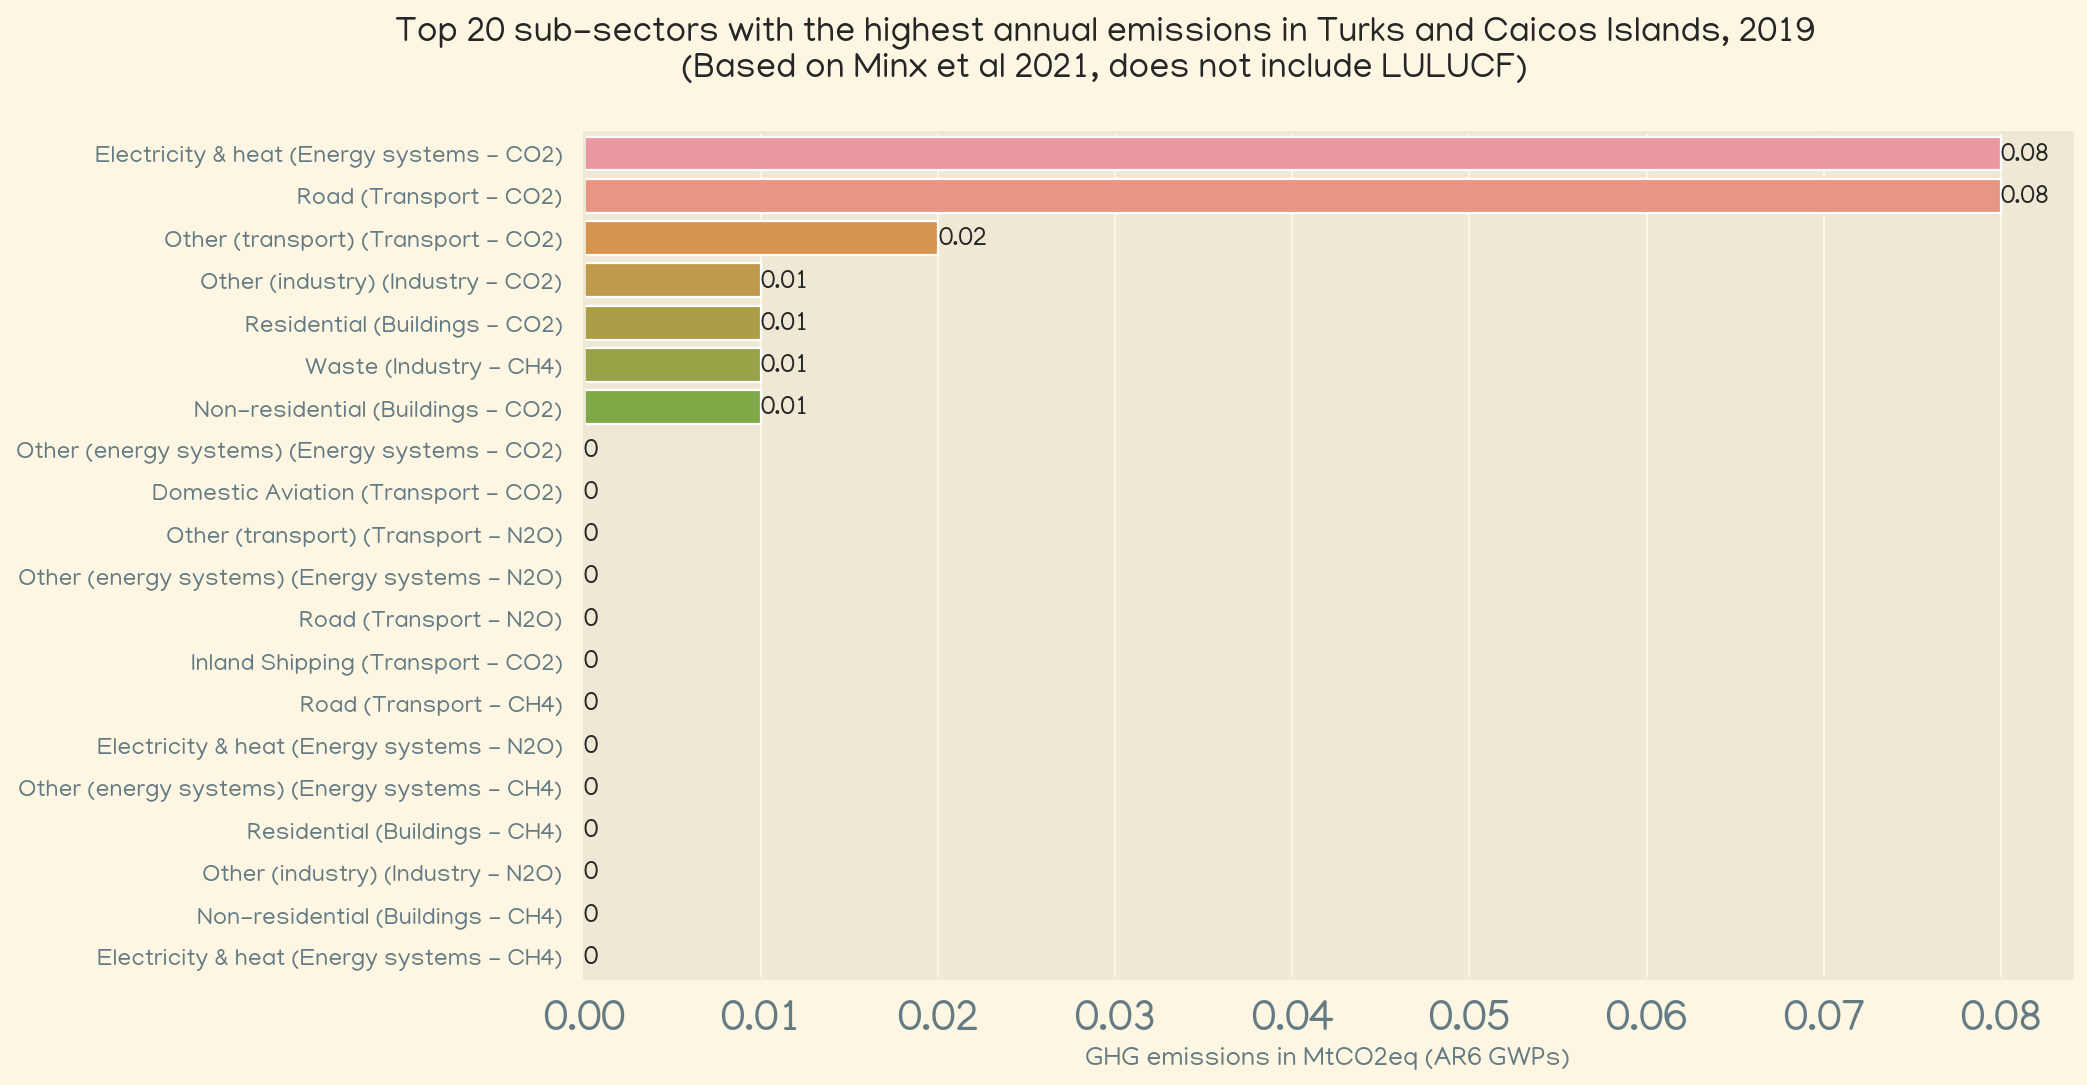 Top 20 sub-sectors with the highest annual emissions in Turks and Caicos Islands, 2019
(Based on Minx et al 2021, does not include LULUCF)
Electricity & heat (Energy systems - CO2) 0.08
Road (Transport - CO2) 0.08
Other (transport) (Transport - CO2) 0.02
Other (industry) (Industry - CO2) 0.01
Residential (Buildings - CO2) 0.01
Waste (Industry - CH4) 0.01
Non-residential (Buildings - CO2) 0.01
Other (energy systems) (Energy systems - CO2) 0
Domestic Aviation (Transport - CO2) 0
Other (transport) (Transport - N2O) 0
Other (energy systems) (Energy systems - N2O) 0
Road (Transport - N2O) 0
Inland Shipping (Transport - CO2) 0
Road (Transport - CH4) 0
Electricity & heat (Energy systems - N2O) 0
Other (energy systems) (Energy systems - CH4) 0
Residential (Buildings - CH4) 0
Other (industry) (Industry - N2O) 0
Non-residential (Buildings - CH4) 0
Electricity & heat (Energy systems - CH4) 0
0.00 0.01 0.02 0.03 0.04 0.05 0.06 0.07 0.08
GHG emissions in MtCO2eq (AR6 GWPs)